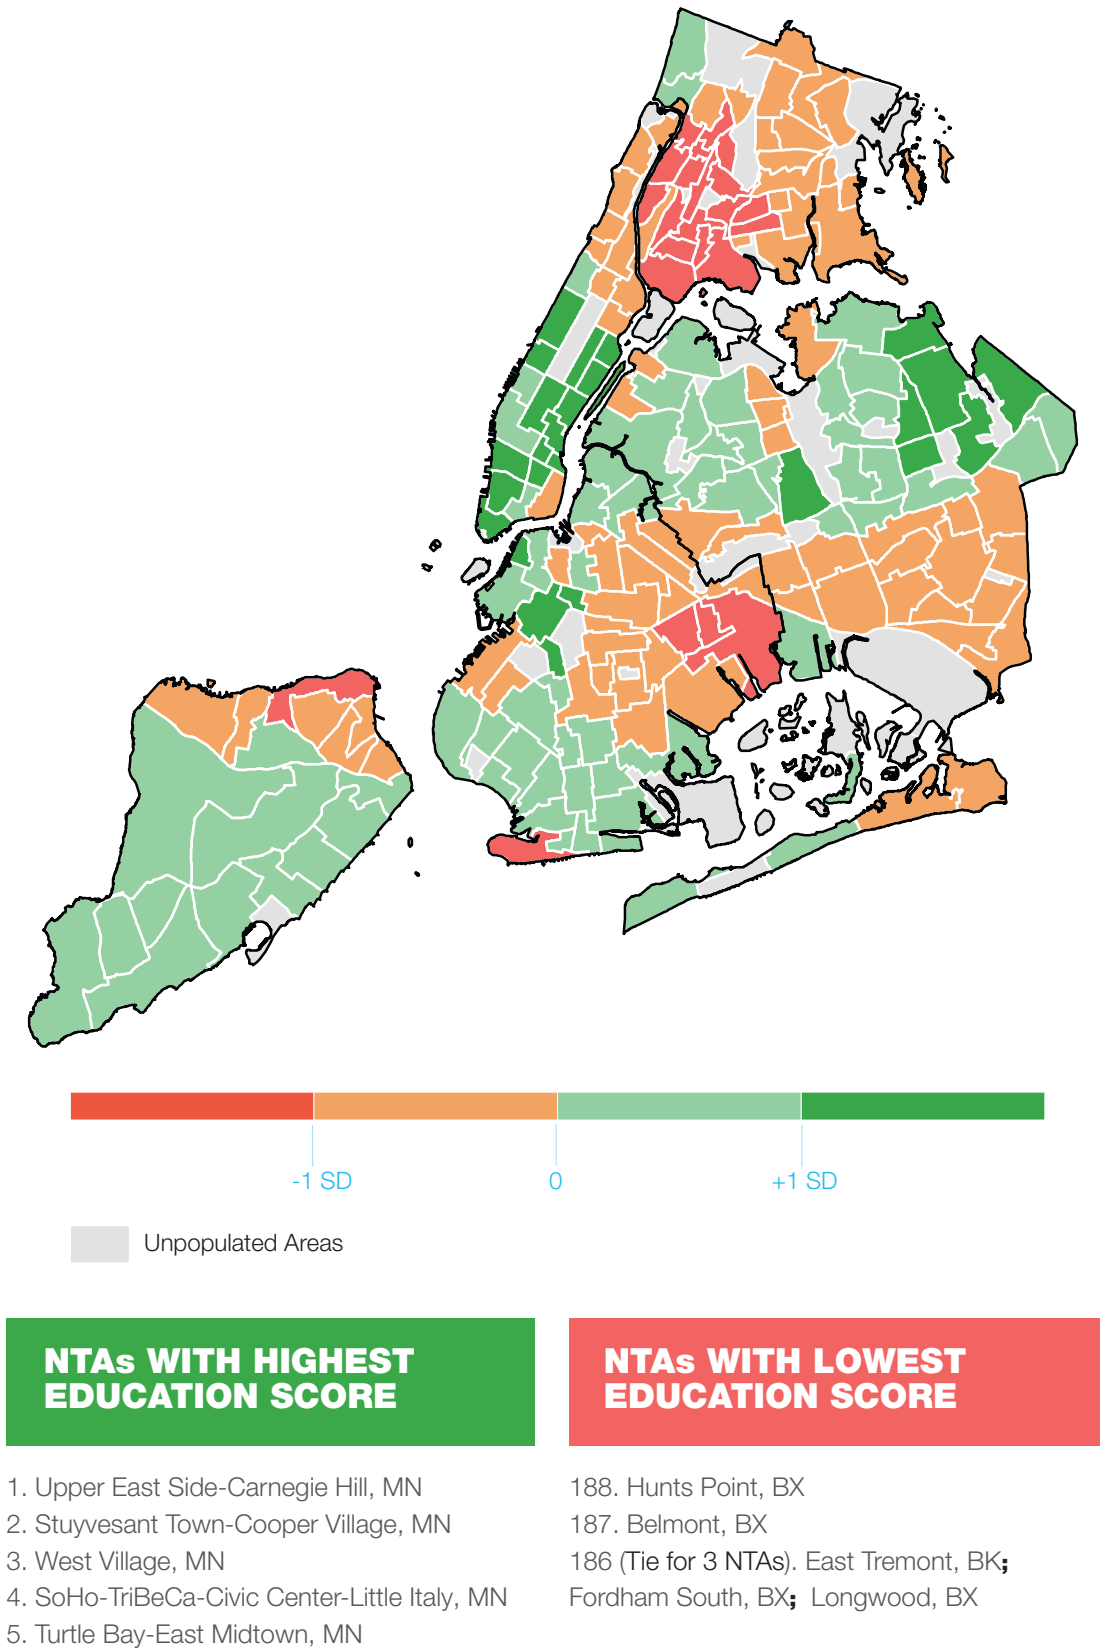 -1 SD
0
+1 SD
Unpopulated Areas
NTAs WITH HIGHEST
EDUCATION SCORE
1. Upper East Side-Carnegie Hill, MN
2. Stuyvesant Town-Cooper Village, MN
3. West Village, MN
4. SoHo-TriBeCa-Civic Center-Little Italy, MN
5. Turtle Bay-East Midtown, MN
NTAs WITH LOWEST
EDUCATION SCORE
188. Hunts Point, BX
187. Belmont, BX
186 (Tie for 3 NTAs). East Tremont, BK;
Fordham South, BX; Longwood, BX